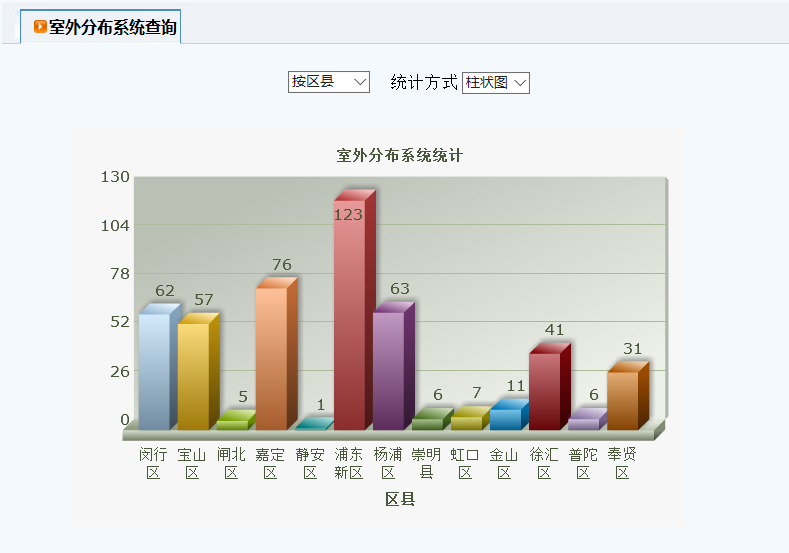 室外分布系统查询
按区县 统计方式 柱状图
室外分布系统统计
130
104
78
52
26
0
62
57
5
76
1
123
63
6
7
11
41
6
31
闵行区
宝山区
闸北区
嘉定区
静安区
浦东新区
杨浦区
崇明县
虹口区
金山区
徐汇区
普陀区
奉贤区
区县